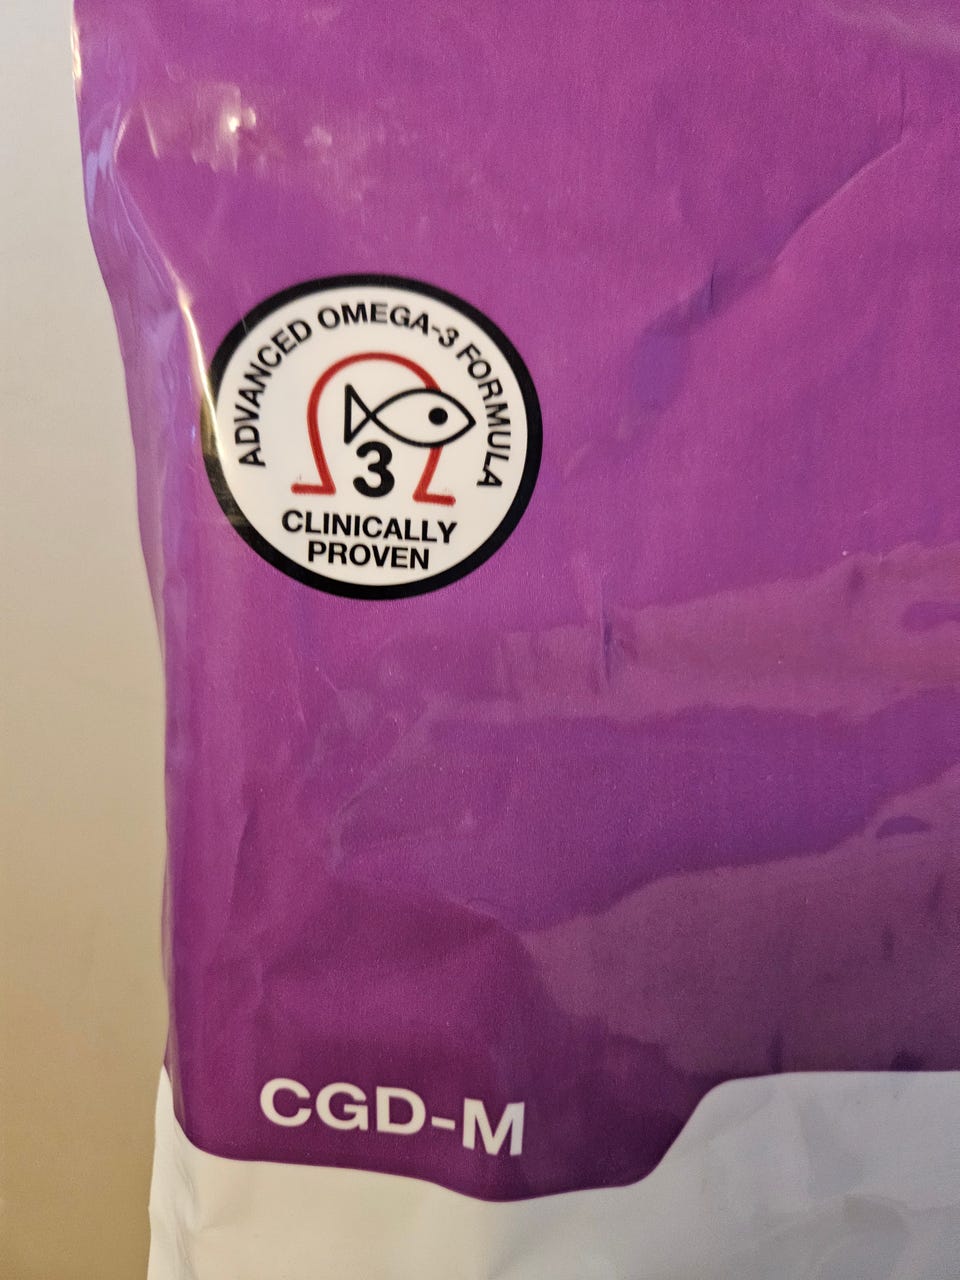 ADVANCED OMEGA-3 FORMULA
3
CLINICALLY
PROVEN
CGD-M